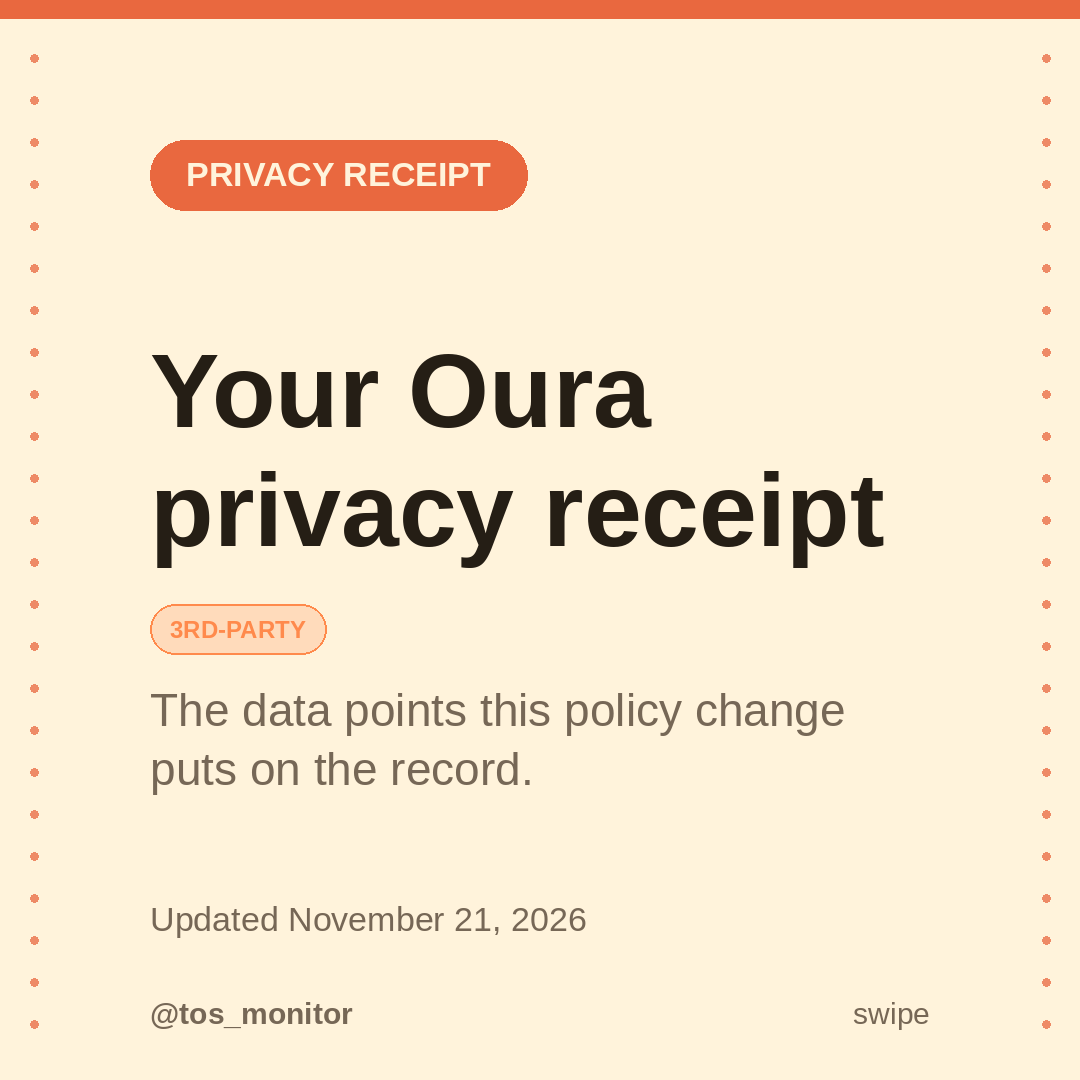 PRIVACY RECEIPT
Your Oura
privacy receipt
3RD-PARTY
The data points this policy change
puts on the record.
Updated November 21, 2026
@tos_monitor
swipe